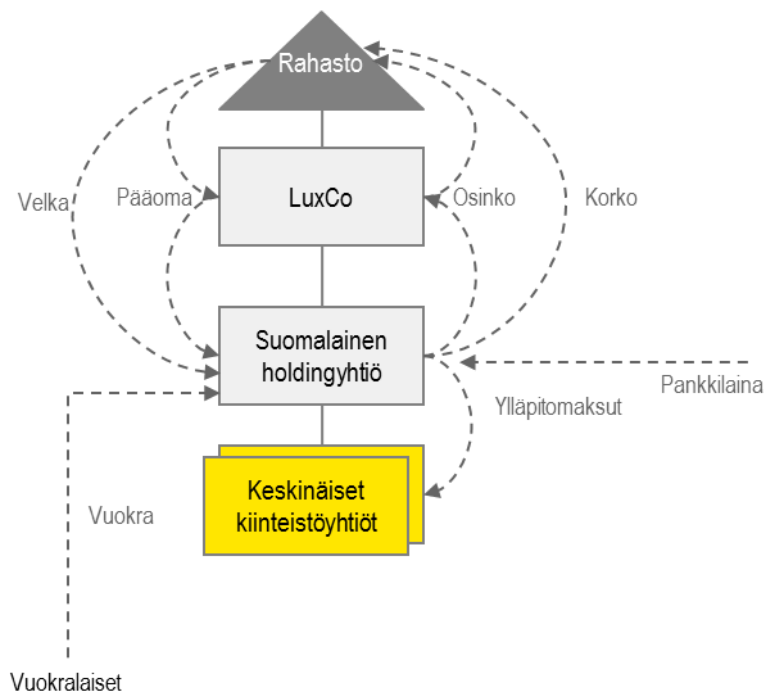 Rahasto
Velka
Pääoma
LuxCo
Osinko
Korko
Suomalainen
holdingyhtiö
Pankkilaina
Ylläpitomaksut
Keskinäiset
kiinteistöyhtiöt
Vuokra
Vuokralaiset